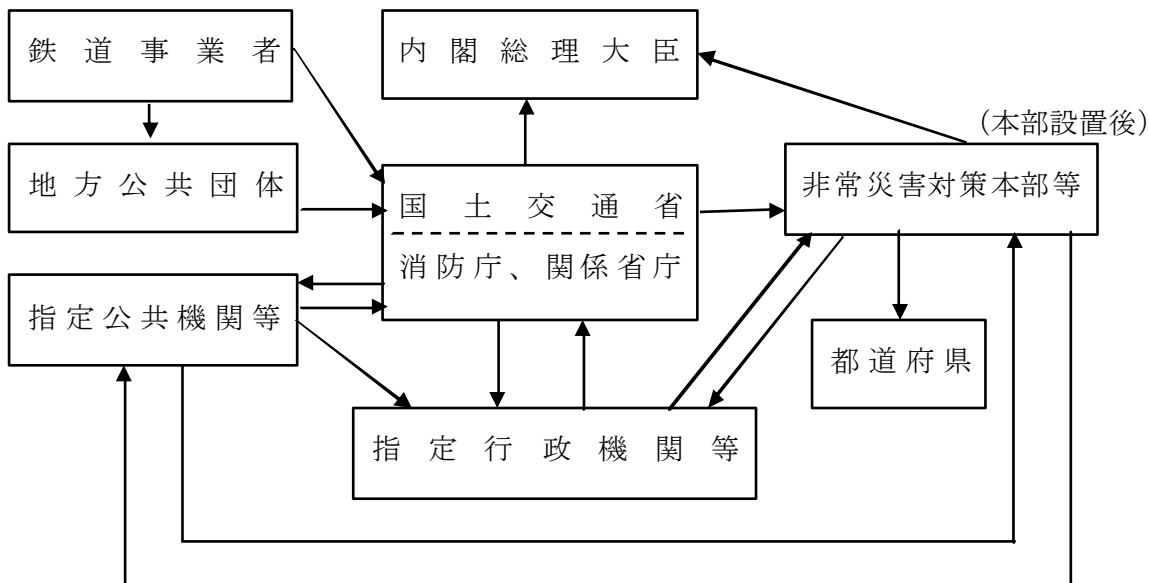 鉄道事業者
内閣総理大臣
(本部設置後)
地方公共団体
国土交通省
消防庁、関係省庁
非常災害対策本部等
指定公共機関等
都道府県
指定行政機関等